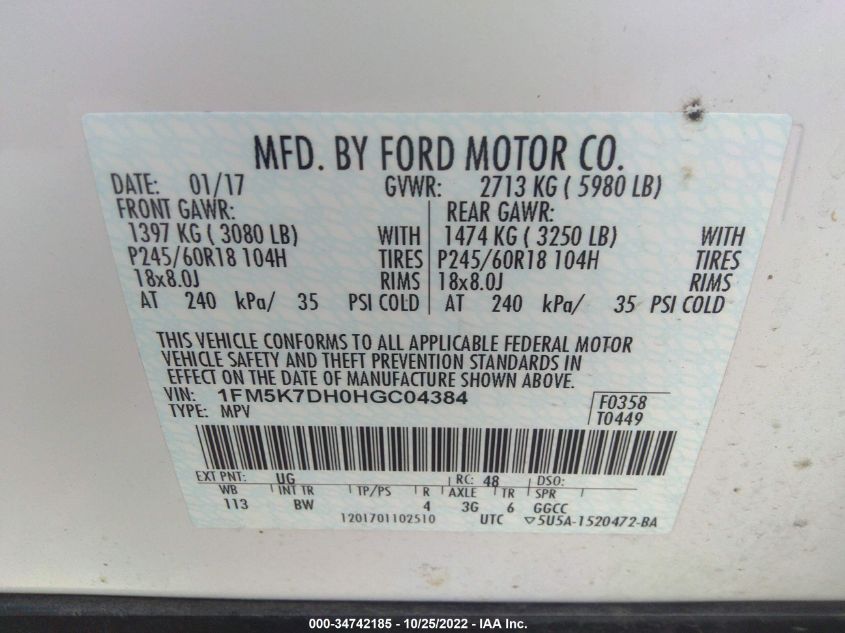 MFD. BY FORD MOTOR CO.
DATE: 01/17 GVWR: 2713 KG ( 5980 LB)
FRONT GAWR: REAR GAWR:
1397 KG ( 3080 LB) WITH 1474 KG ( 3250 LB) WITH
P245/60R18 104H TIRES P245/60R18 104H TIRES
18x8.0J RIMS 18x8.0J RIMS
AT 240 kPa/ 35 PSI COLD AT 240 kPa/ 35 PSI COLD
THIS VEHICLE CONFORMS TO ALL APPLICABLE FEDERAL MOTOR
VEHICLE SAFETY AND THEFT PREVENTION STANDARDS IN
EFFECT ON THE DATE OF MANUFACTURE SHOWN ABOVE.
VIN: 1FM5K7DH0HGC04384 F0358
TYPE: MPV T0449
EXT PNT: UG RC: 48 DSO:
WB INT TR TP/PS R AXLE TR SPR
113 BW 4 3G 6 GGCC
1201701102510 UTC ▽5U5A-1520472-BA
000-34742185 - 10/25/2022 - IAA Inc.